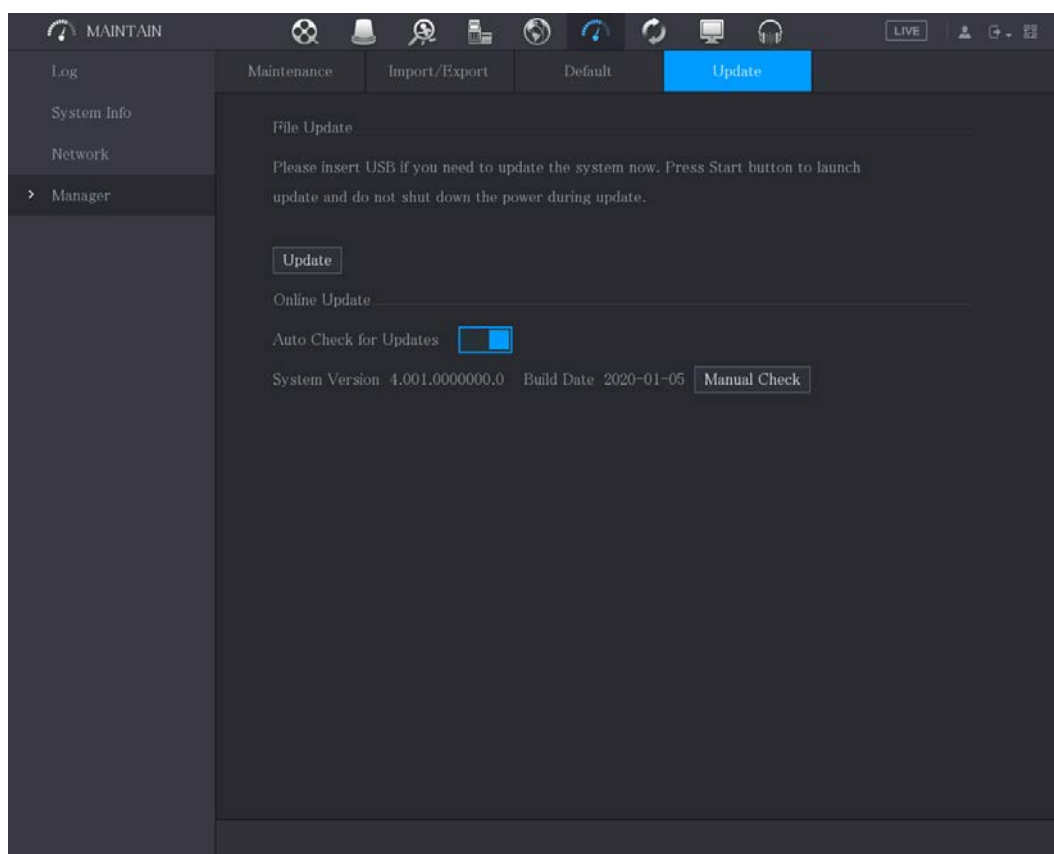 MAINTAIN
LIVE
Log
Maintenance Import/Export Default Update
System Info
File Update
Network
Please insert USB if you need to update the system now. Press Start button to launch
Manager
update and do not shut down the power during update.
Update
Online Update
Auto Check for Updates
System Version 4.001.0000000.0 Build Date 2020-01-05 Manual Check